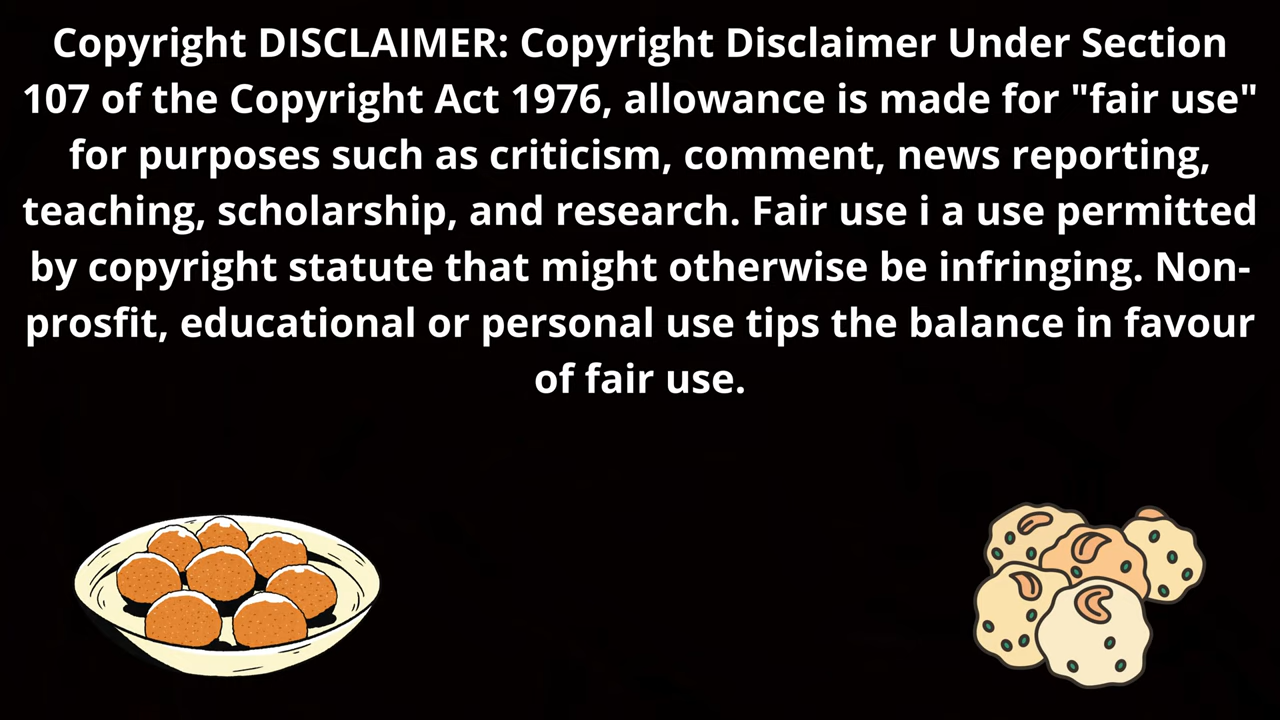 Copyright DISCLAIMER: Copyright Disclaimer Under Section
107 of the Copyright Act 1976, allowance is made for "fair use"
for purposes such as criticism, comment, news reporting,
teaching, scholarship, and research. Fair use i a use permitted
by copyright statute that might otherwise be infringing. Non-
prosfit, educational or personal use tips the balance in favour
of fair use.